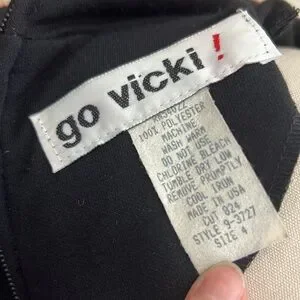 go vicki!
100% POLYESTER
MACHINE
WASH WARM
DO NOT USE
CHLORINE BLEACH
TUMBLE DRY LOW
REMOVE PROMPTLY
COOL IRON
MADE IN USA
CUT 824
STYLE 9-3727
SIZE 4